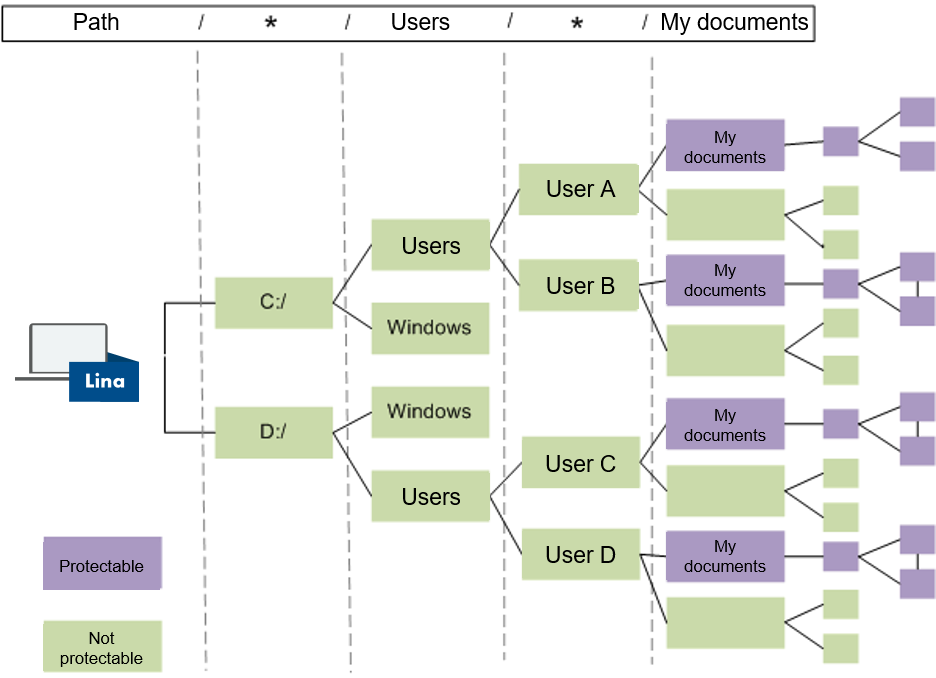 Path / * / Users / * / My documents
My
documents
User A
Users
User B
My
documents
C:/
Windows
Lina
Windows
D:/
My
documents
User C
Users
User D
My
documents
Protectable
Not
protectable